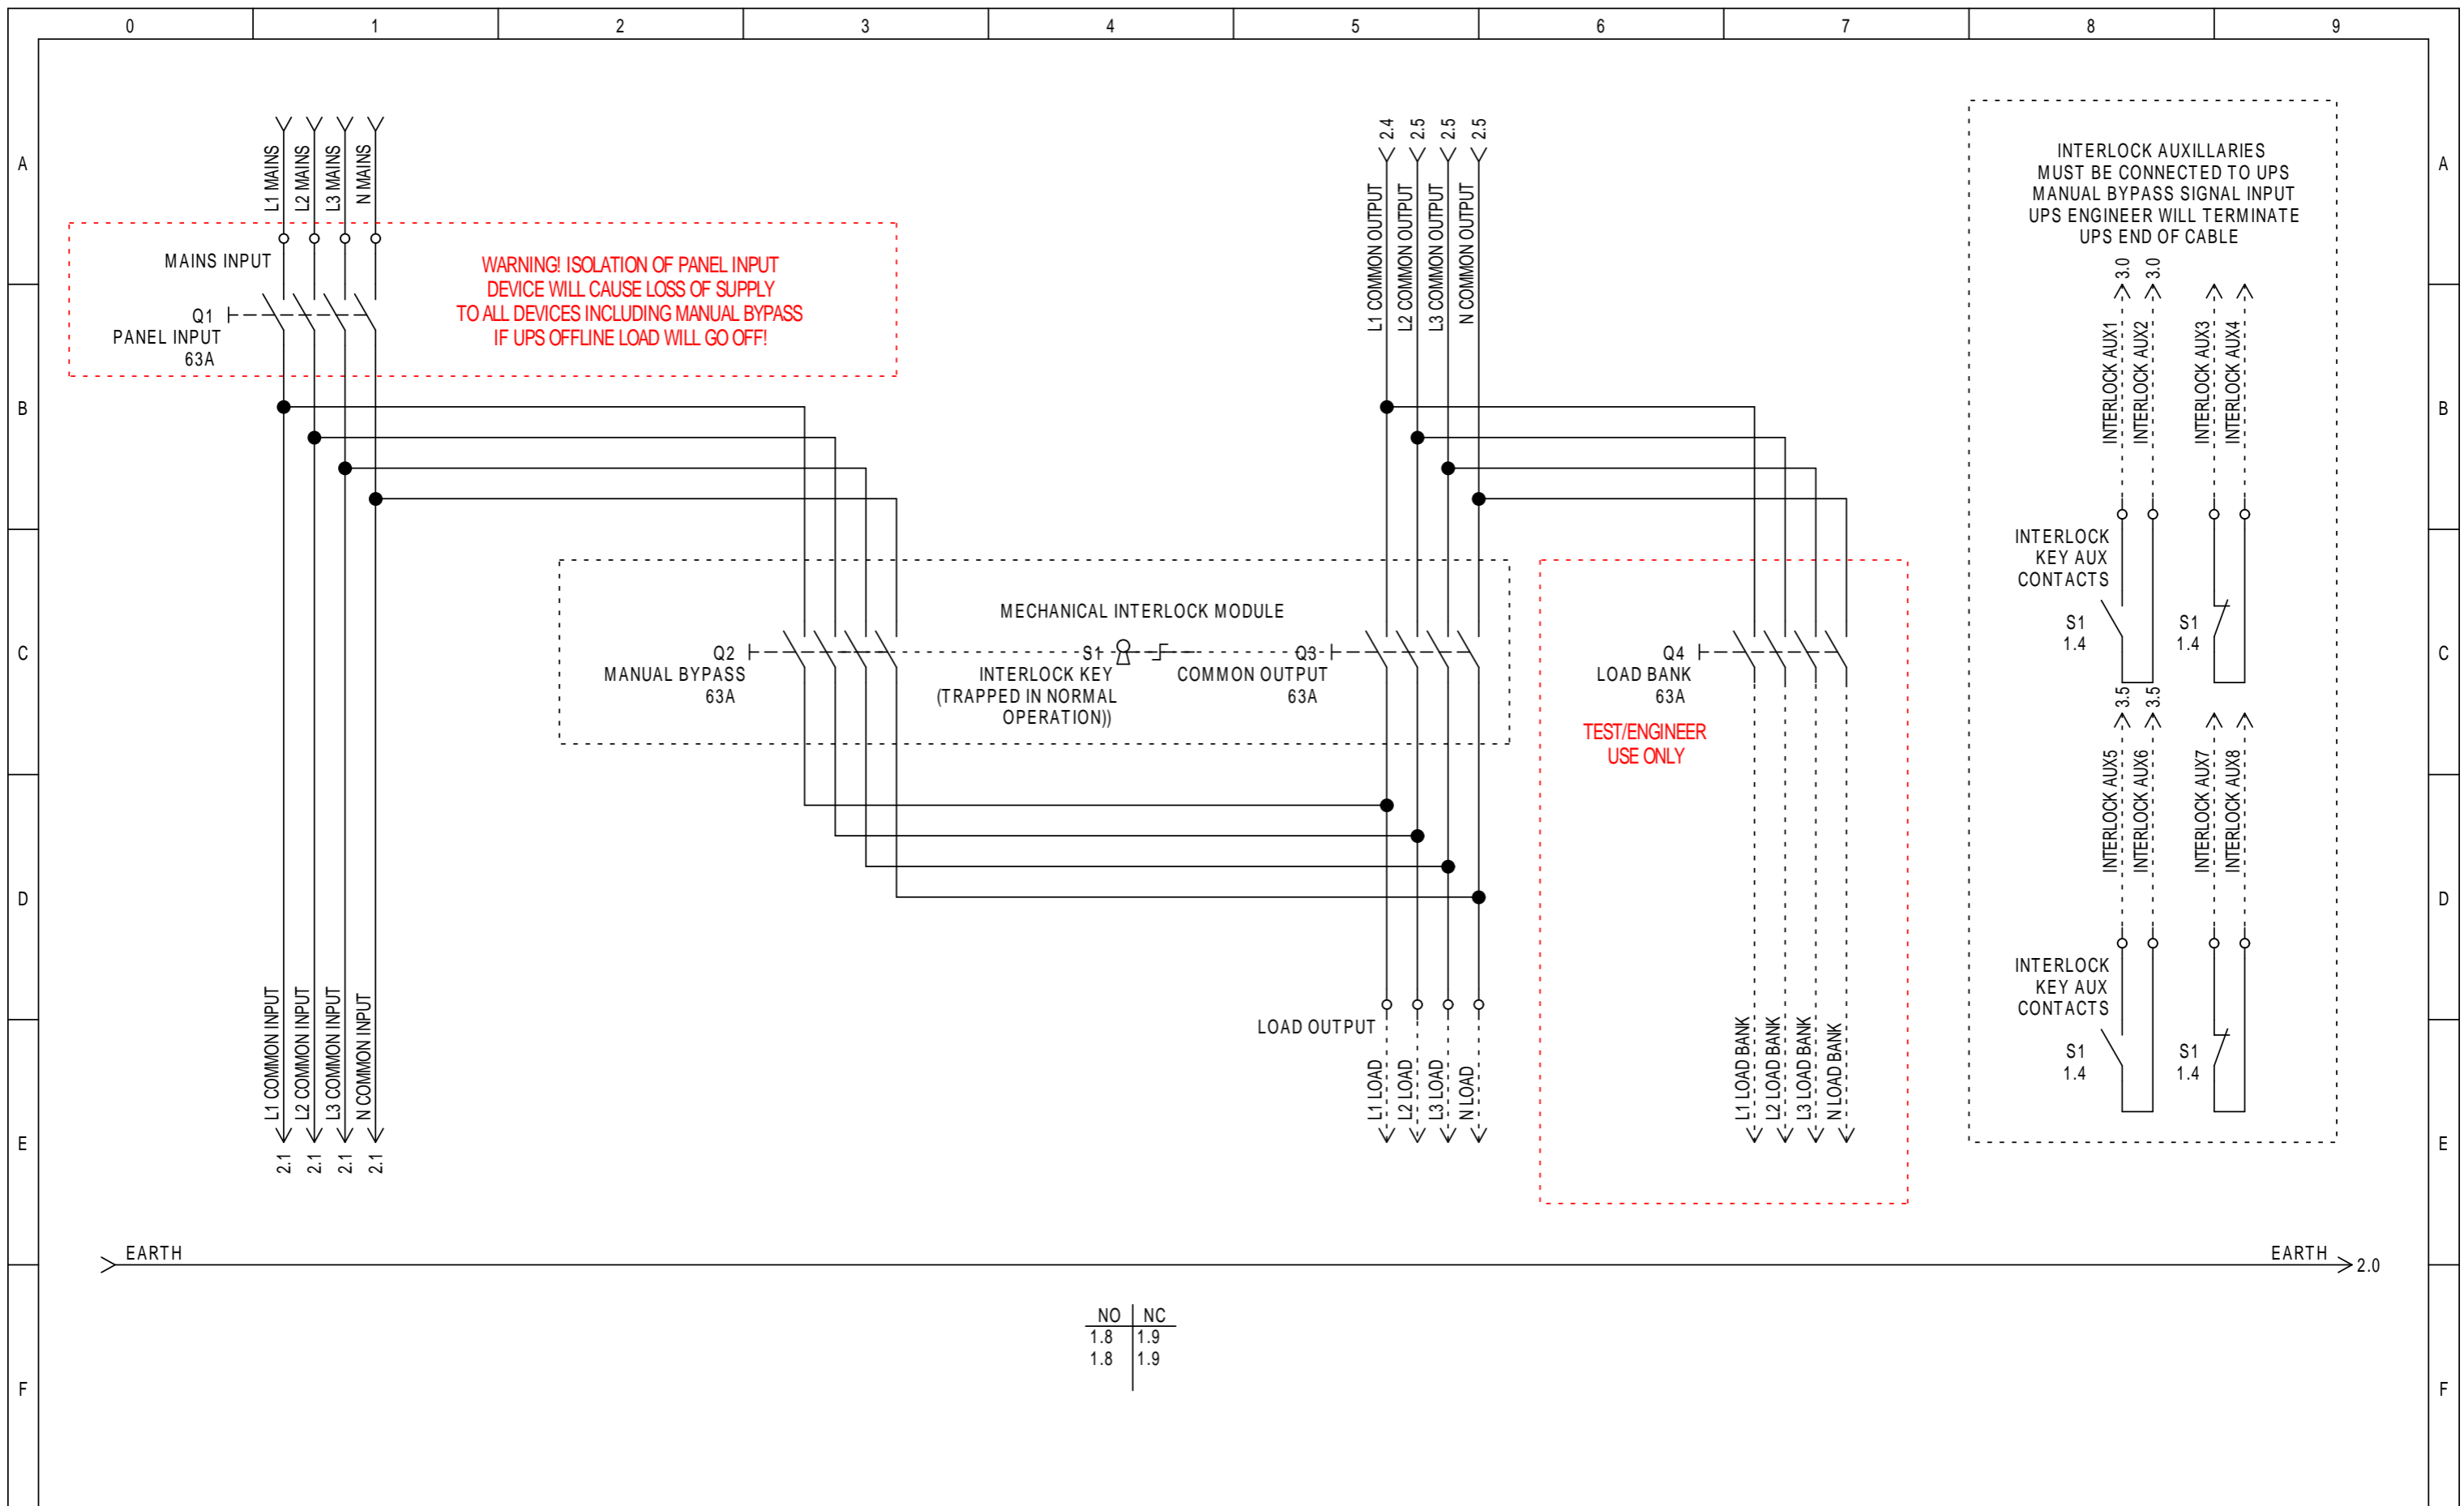 0 1 2 3 4 5 6 7 8 9
A
B
C
D
E
F
A
B
C
D
E
F
L1 MAINS
L2 MAINS
L3 MAINS
N MAINS
MAINS INPUT
Q1
PANEL INPUT
63A
WARNING! ISOLATION OF PANEL INPUT
DEVICE WILL CAUSE LOSS OF SUPPLY
TO ALL DEVICES INCLUDING MANUAL BYPASS
IF UPS OFFLINE LOAD WILL GO OFF!
L1 COMMON INPUT
L2 COMMON INPUT
L3 COMMON INPUT
N COMMON INPUT
2.1
2.1
2.1
2.1
2.4
2.5
2.5
2.5
L1 COMMON OUTPUT
L2 COMMON OUTPUT
L3 COMMON OUTPUT
N COMMON OUTPUT
MECHANICAL INTERLOCK MODULE
Q2
MANUAL BYPASS
63A
S1
INTERLOCK KEY
(TRAPPED IN NORMAL
OPERATION))
Q3
COMMON OUTPUT
63A
Q4
LOAD BANK
63A
TEST/ENGINEER
USE ONLY
LOAD OUTPUT
L1 LOAD
L2 LOAD
L3 LOAD
N LOAD
L1 LOAD BANK
L2 LOAD BANK
L3 LOAD BANK
N LOAD BANK
INTERLOCK AUXILLARIES
MUST BE CONNECTED TO UPS
MANUAL BYPASS SIGNAL INPUT
UPS ENGINEER WILL TERMINATE
UPS END OF CABLE
3.0
3.0
INTERLOCK AUX1
INTERLOCK AUX2
INTERLOCK AUX3
INTERLOCK AUX4
INTERLOCK
KEY AUX
CONTACTS
S1
1.4
S1
1.4
3.5
3.5
INTERLOCK AUX5
INTERLOCK AUX6
INTERLOCK AUX7
INTERLOCK AUX8
INTERLOCK
KEY AUX
CONTACTS
S1
1.4
S1
1.4
EARTH
EARTH
2.0
NO NC
1.8 1.9
1.8 1.9